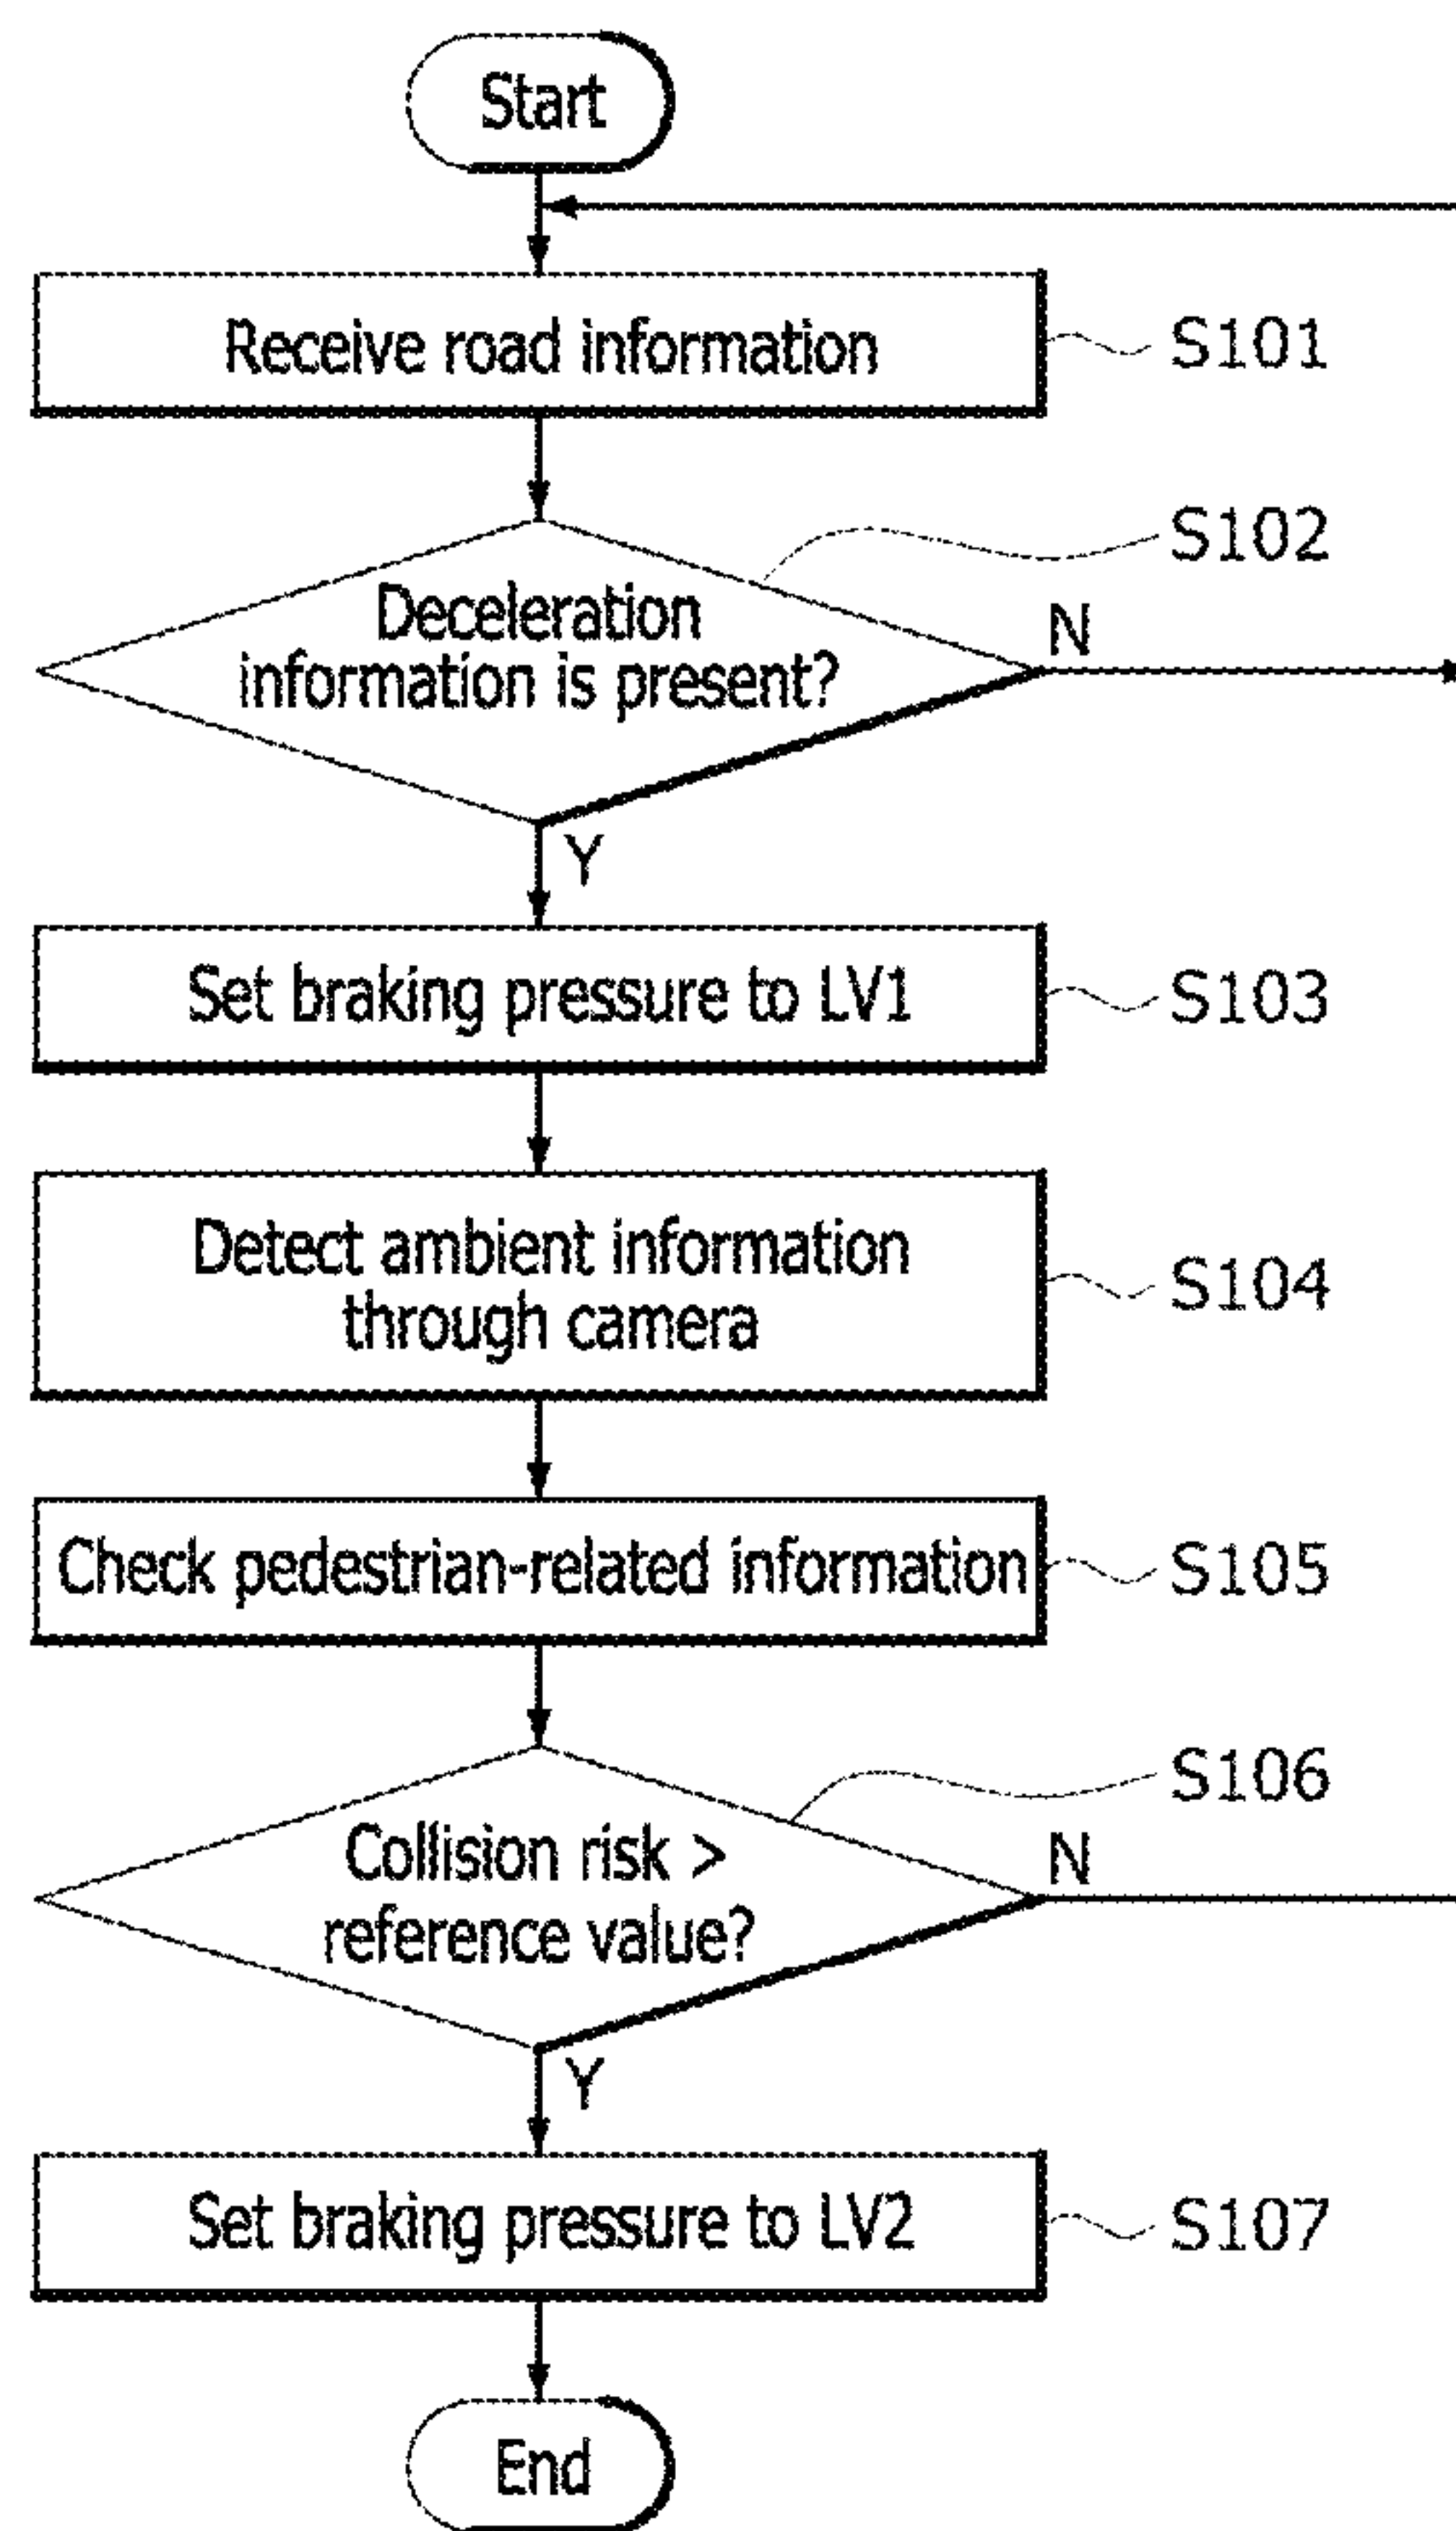 Start
Receive road information
S101
S102
Deceleration
information is present?
N
Y
Set braking pressure to LV1
S103
Detect ambient information
through camera
S104
Check pedestrian-related information
S105
S106
Collision risk >
reference value?
N
Y
Set braking pressure to LV2
S107
End